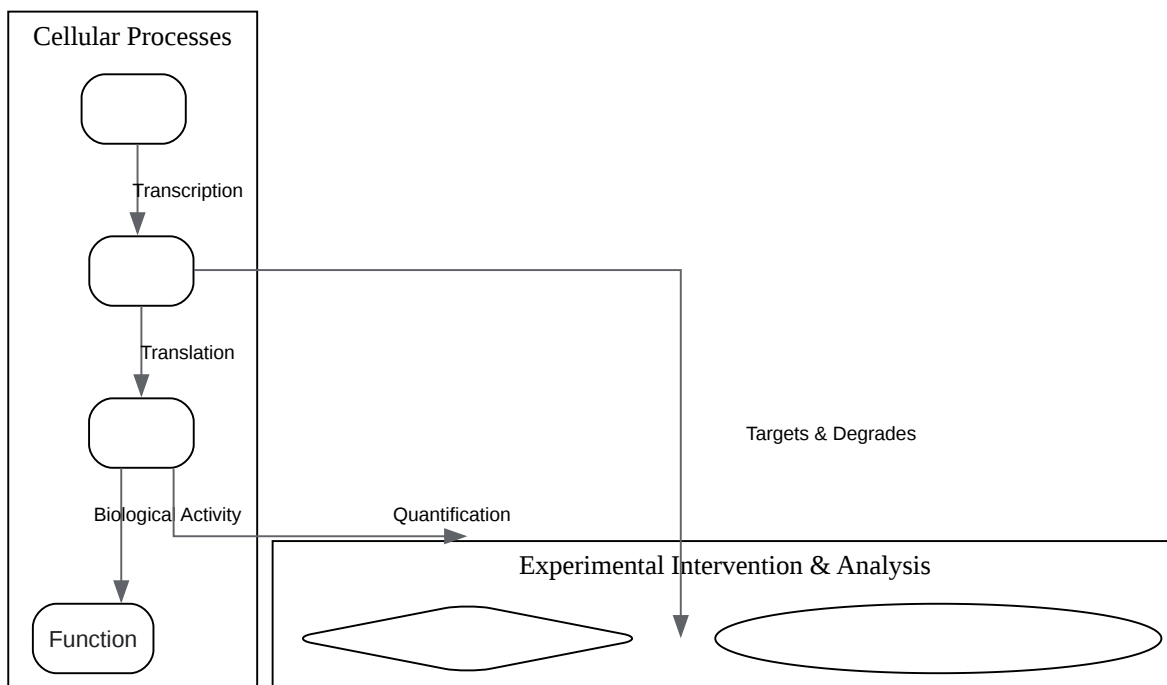 Cellular Processes
Transcription
Translation
Targets & Degrades
Biological Activity
Quantification
Experimental Intervention & Analysis
Function